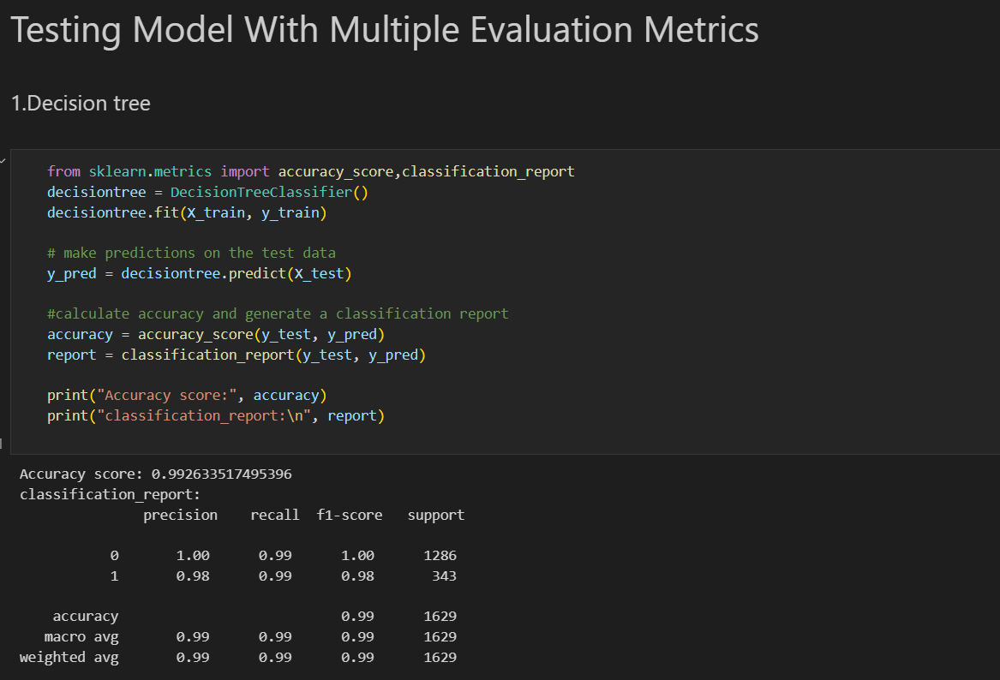 Testing Model With Multiple Evaluation Metrics
1.Decision tree
from sklearn.metrics import accuracy_score,classification_report
decisiontree = DecisionTreeClassifier()
decisiontree.fit(X_train, y_train)
# make predictions on the test data
y_pred = decisiontree.predict(X_test)
#calculate accuracy and generate a classification report
accuracy = accuracy_score(y_test, y_pred)
report = classification_report(y_test, y_pred)
print("Accuracy score:", accuracy)
print("classification_report:\n", report)
Accuracy score: 0.992633517495396
classification_report:
precision recall f1-score support
0 1.00 0.99 1.00 1286
1 0.98 0.99 0.98 343
accuracy 0.99 1629
macro avg 0.99 0.99 0.99 1629
weighted avg 0.99 0.99 0.99 1629